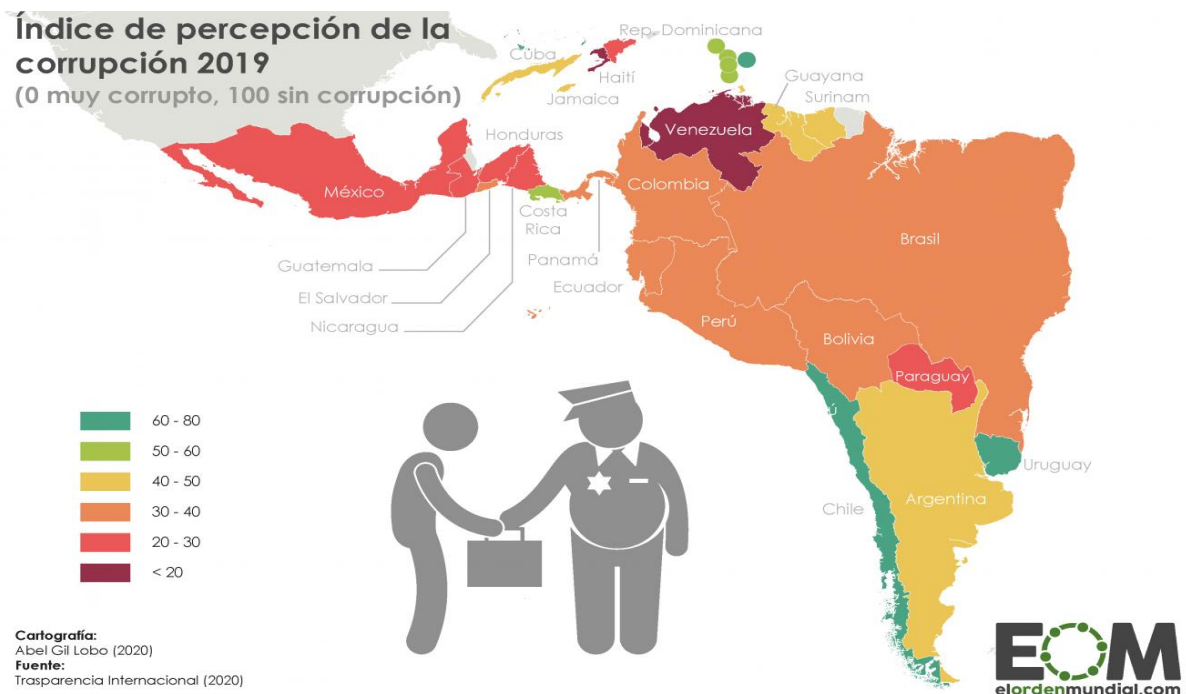 Índice de percepción de la
corrupción 2019
(0 muy corrupto, 100 sin corrupción)
Rep. Dominicana
Cuba
Haití
Jamaica
Guayana
Surinam
Honduras
Venezuela
México
Colombia
Costa
Rica
Brasil
Guatemala
Panamá
El Salvador
Ecuador
Nicaragua
Perú
Bolivia
Paraguay
ú
Uruguay
Chile
Argentina
60 - 80
50 - 60
40 - 50
30 - 40
20 - 30
< 20
Cartografía:
Abel Gil Lobo (2020)
Fuente:
Trasparencia Internacional (2020)
EOM
elordenmundial.com